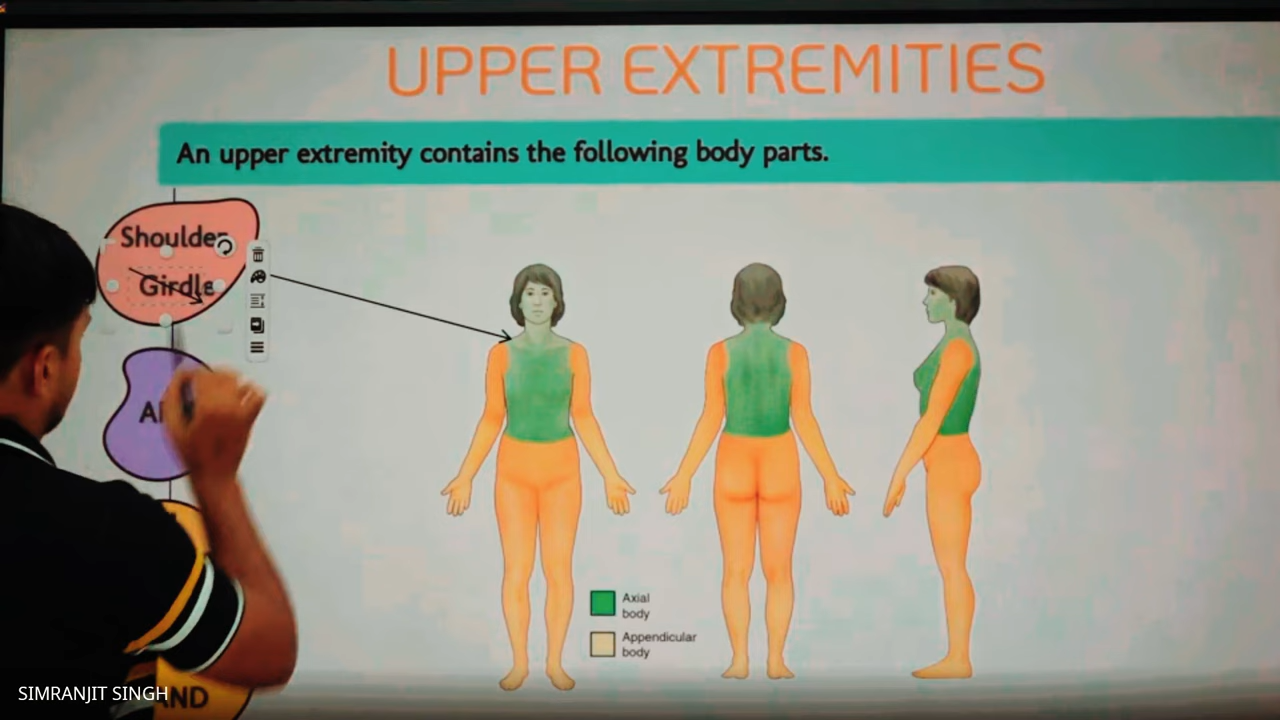 UPPER EXTREMITIES
An upper extremity contains the following body parts.
Shoulder
Girdle
Axial
body
Appendicular
body
SIMRANJIT SINGH